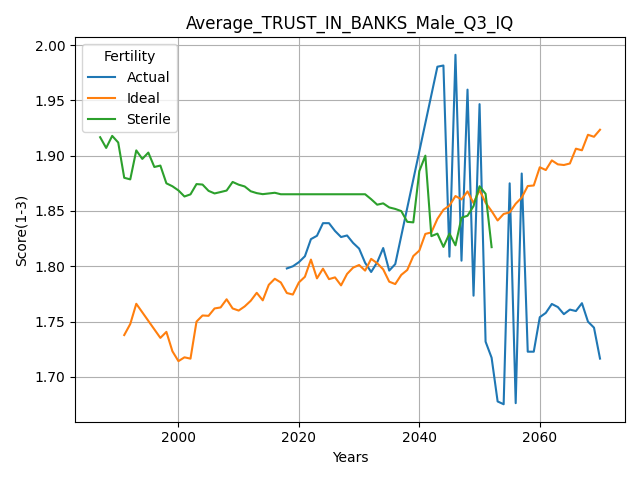 Average_TRUST_IN_BANKS_Male_Q3_IQ
Score(1-3)
2.00
1.95
1.90
1.85
1.80
1.75
1.70
Fertility
Actual
Ideal
Sterile
2000
2020
2040
2060
Years